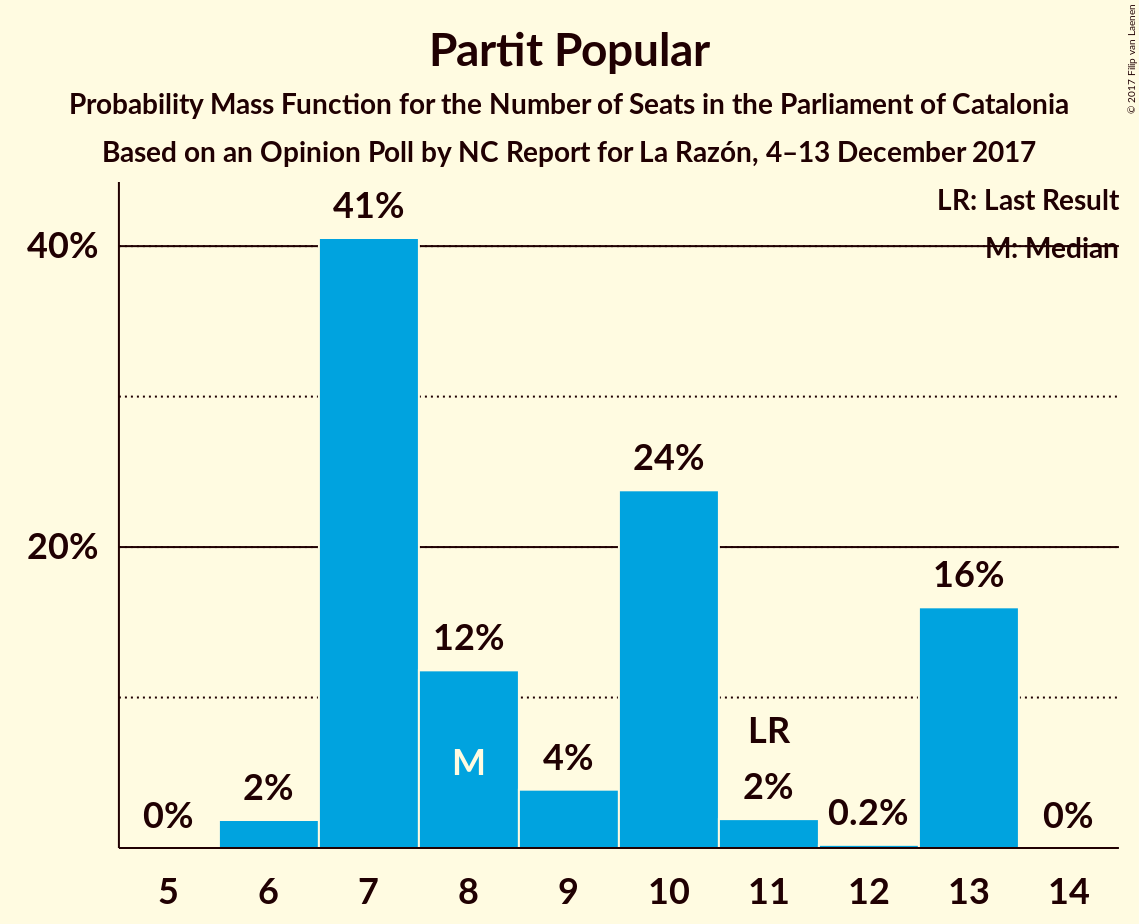 Partit Popular
Probability Mass Function for the Number of Seats in the Parliament of Catalonia
Based on an Opinion Poll by NC Report for La Razón, 4–13 December 2017
© 2017 Filip van Laenen
LR: Last Result
M: Median
40%
20%
0%
2%
41%
12%
M
4%
24%
LR
2%
0.2%
16%
0%
5 6 7 8 9 10 11 12 13 14